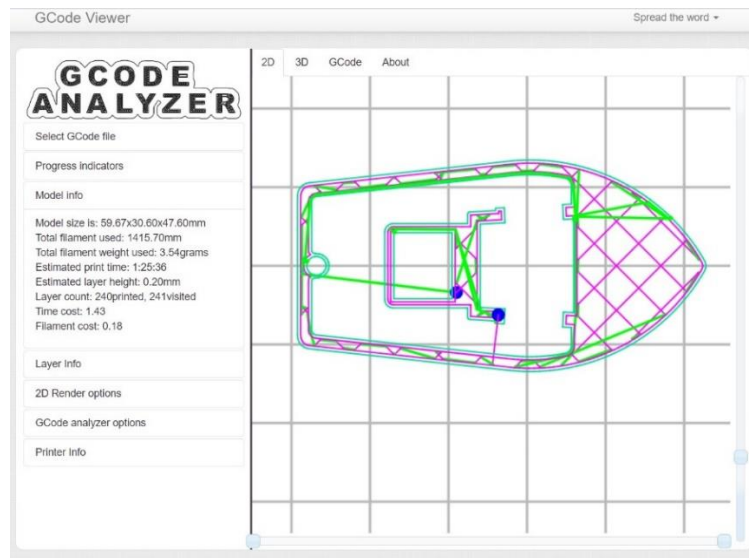 GCode Viewer
Spread the word
GCODE
ANALYZER
2D 3D GCode About
Select GCode file
Progress indicators
Model info
Model size is: 59.67x30.60x47.60mm
Total filament used: 1415.70mm
Total filament weight used: 3.54grams
Estimated print time: 1:25:36
Estimated layer height: 0.20mm
Layer count: 240printed, 241visited
Time cost: 1.43
Filament cost: 0.18
Layer Info
2D Render options
GCode analyzer options
Printer Info